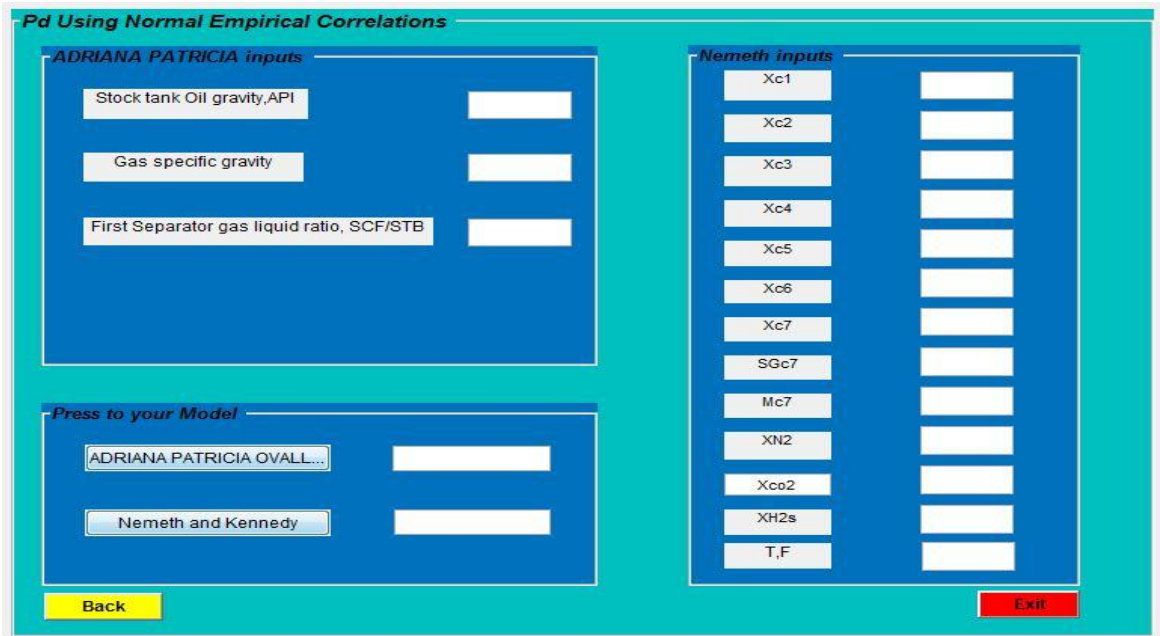 Pd Using Normal Empirical Correlations
ADRIANA PATRICIA inputs
Stock tank Oil gravity,API
Gas specific gravity
First Separator gas liquid ratio, SCF/STB
Press to your Model
ADRIANA PATRICIA OVALL...
Nemeth and Kennedy
Back
Nemeth inputs
Xc1
Xc2
Xc3
Xc4
Xc5
Xc6
Xc7
SGc7
Mc7
XN2
Xco2
XH2s
T,F
Exit